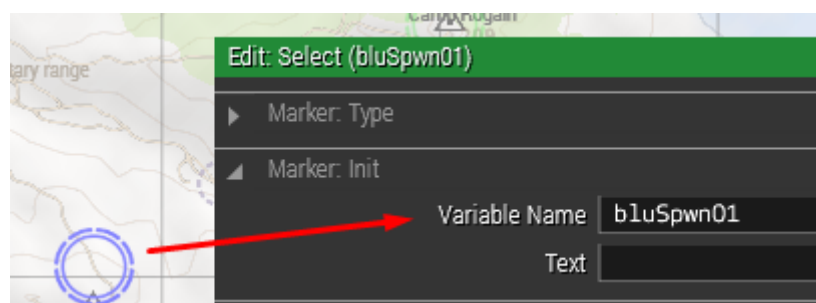 Camp Rogain
tary range
Edit: Select (bluSpwn01)
Marker: Type
Marker: Init
Variable Name bluSpwn01
Text